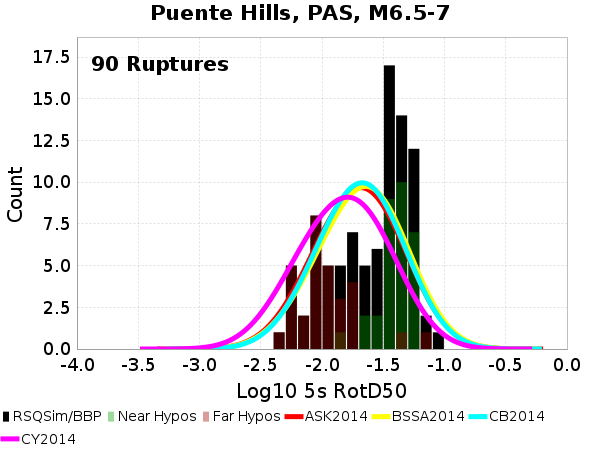 Puente Hills, PAS, M6.5-7
90 Ruptures
Count
17.5
15.0
12.5
10.0
7.5
5.0
2.5
0.0
-4.0 -3.5 -3.0 -2.5 -2.0 -1.5 -1.0 -0.5 0.0
Log10 5s RotD50
RSQSim/BBP Near Hypos Far Hypos ASK2014 BSSA2014 CB2014
CY2014